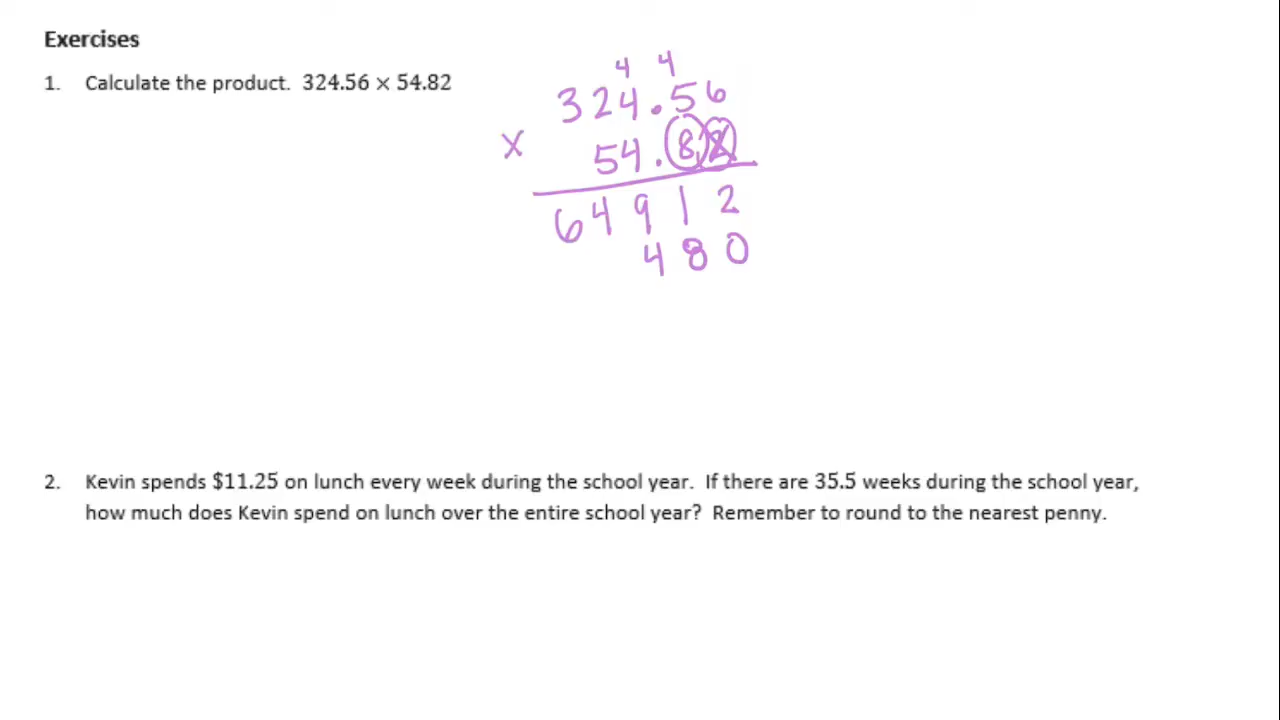 Exercises
1. Calculate the product. 324.56 × 54.82
4 4
324.56
x 54.82
64912
480
2. Kevin spends $11.25 on lunch every week during the school year. If there are 35.5 weeks during the school year,
how much does Kevin spend on lunch over the entire school year? Remember to round to the nearest penny.